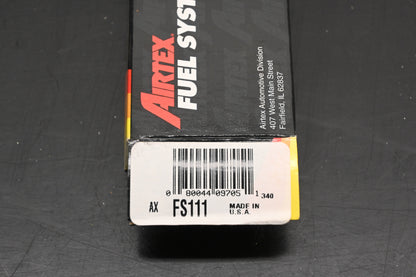 AIRTEX
FUEL SYST
Airtex Automotive Division
407 West Main Street
Fairfield, IL 62837
0 80044 09705 1
340
AX FS111 MADE IN
U.S.A.